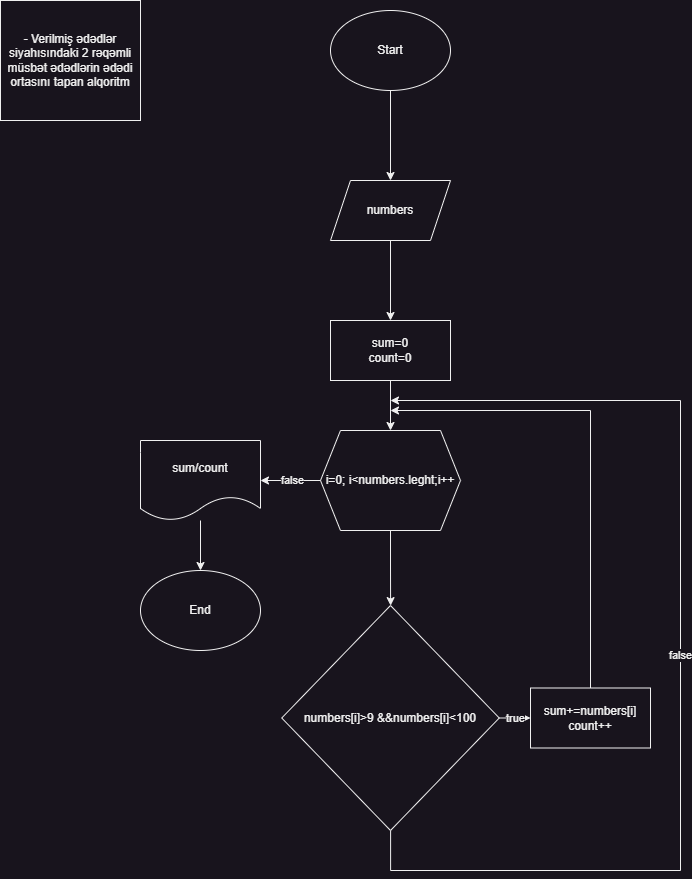 - Verilmiş ədədlər
siyahısındaki 2 rəqəmli
müsbət ədədlərin ədədi
ortasını tapan alqoritm
Start
numbers
sum=0
count=0
sum/count
false
i=0; i<numbers.leght;i++
End
false
numbers[i]>9 &&numbers[i]<100
true
sum+=numbers[i]
count++